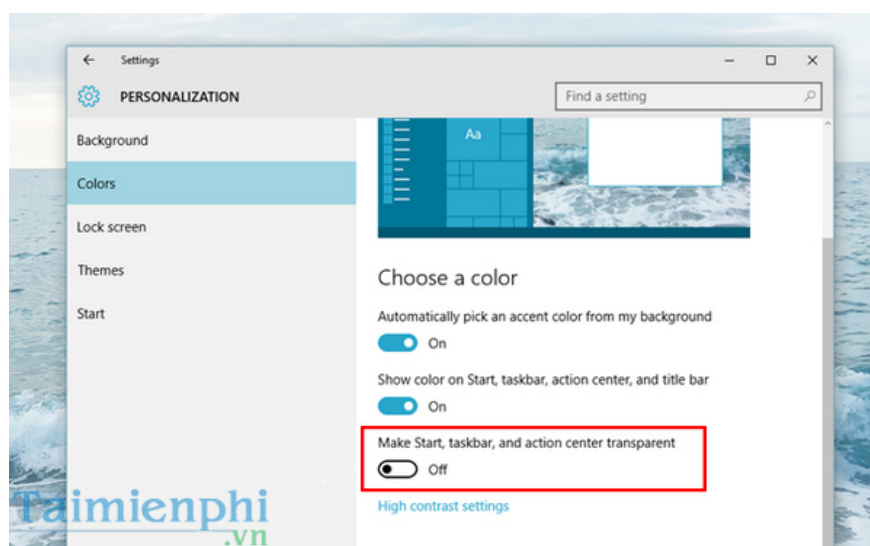 Settings
PERSONALIZATION
Find a setting
Background
Colors
Lock screen
Themes
Start
Aa
Choose a color
Automatically pick an accent color from my background
On
Show color on Start, taskbar, action center, and title bar
On
Make Start, taskbar, and action center transparent
Off
High contrast settings
Taimienphi
.vn